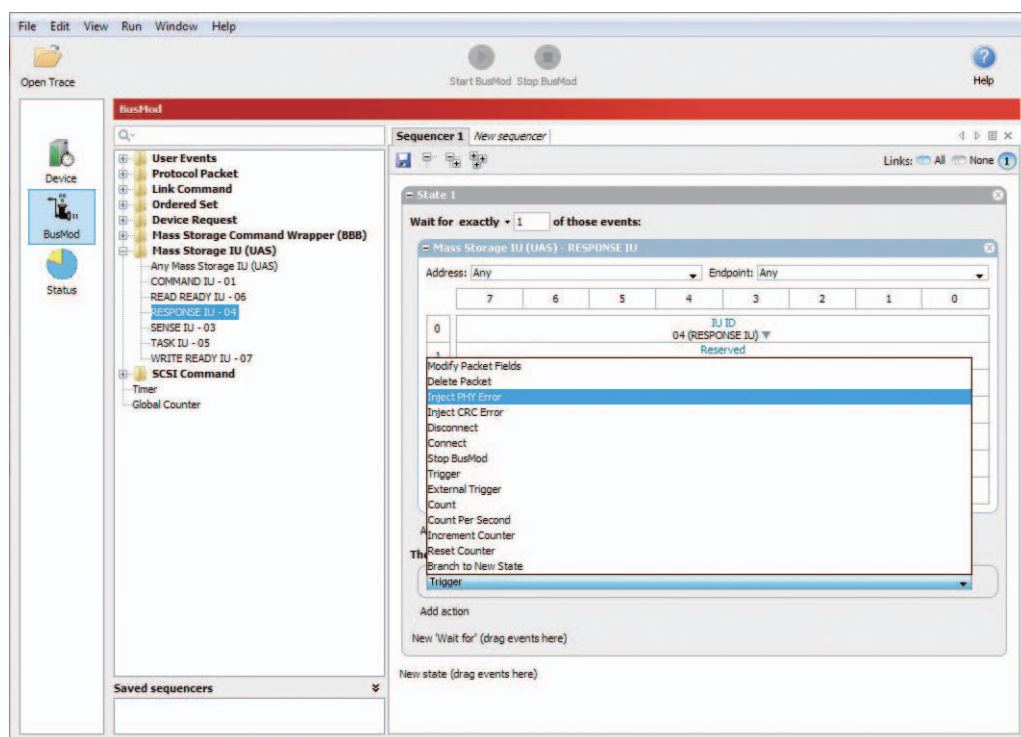 File Edit View Run Window Help
Open Trace
Start BusMod Stop BusMod
Help
BusMod
Device
BusMod
Status
User Events
Protocol Packet
Link Command
Ordered Set
Device Request
Mass Storage Command Wrapper (BBB)
Mass Storage IU (UAS)
Any Mass Storage IU (UAS)
COMMAND IU - 01
READ READY IU - 06
RESPONSE IU - 04
SENSE IU - 03
TASK IU - 05
WRITE READY IU - 07
SCSI Command
Timer
Global Counter
Saved sequencers
Sequencer 1 New sequencer
Links: All None 1
State 1
Wait for exactly 1 of those events:
Mass Storage IU (UAS) - RESPONSE IU
Address: Any Endpoint: Any
7 6 5 4 3 2 1 0
0 IU ID
04 (RESPONSE IU)
1 Reserved
Modify Packet Fields
Delete Packet
Inject PHY Error
Inject CRC Error
Disconnect
Connect
Stop BusMod
Trigger
External Trigger
Count
Count Per Second
Increment Counter
Reset Counter
Branch to New State
Trigger
Add action
New 'Wait for' (drag events here)
New state (drag events here)